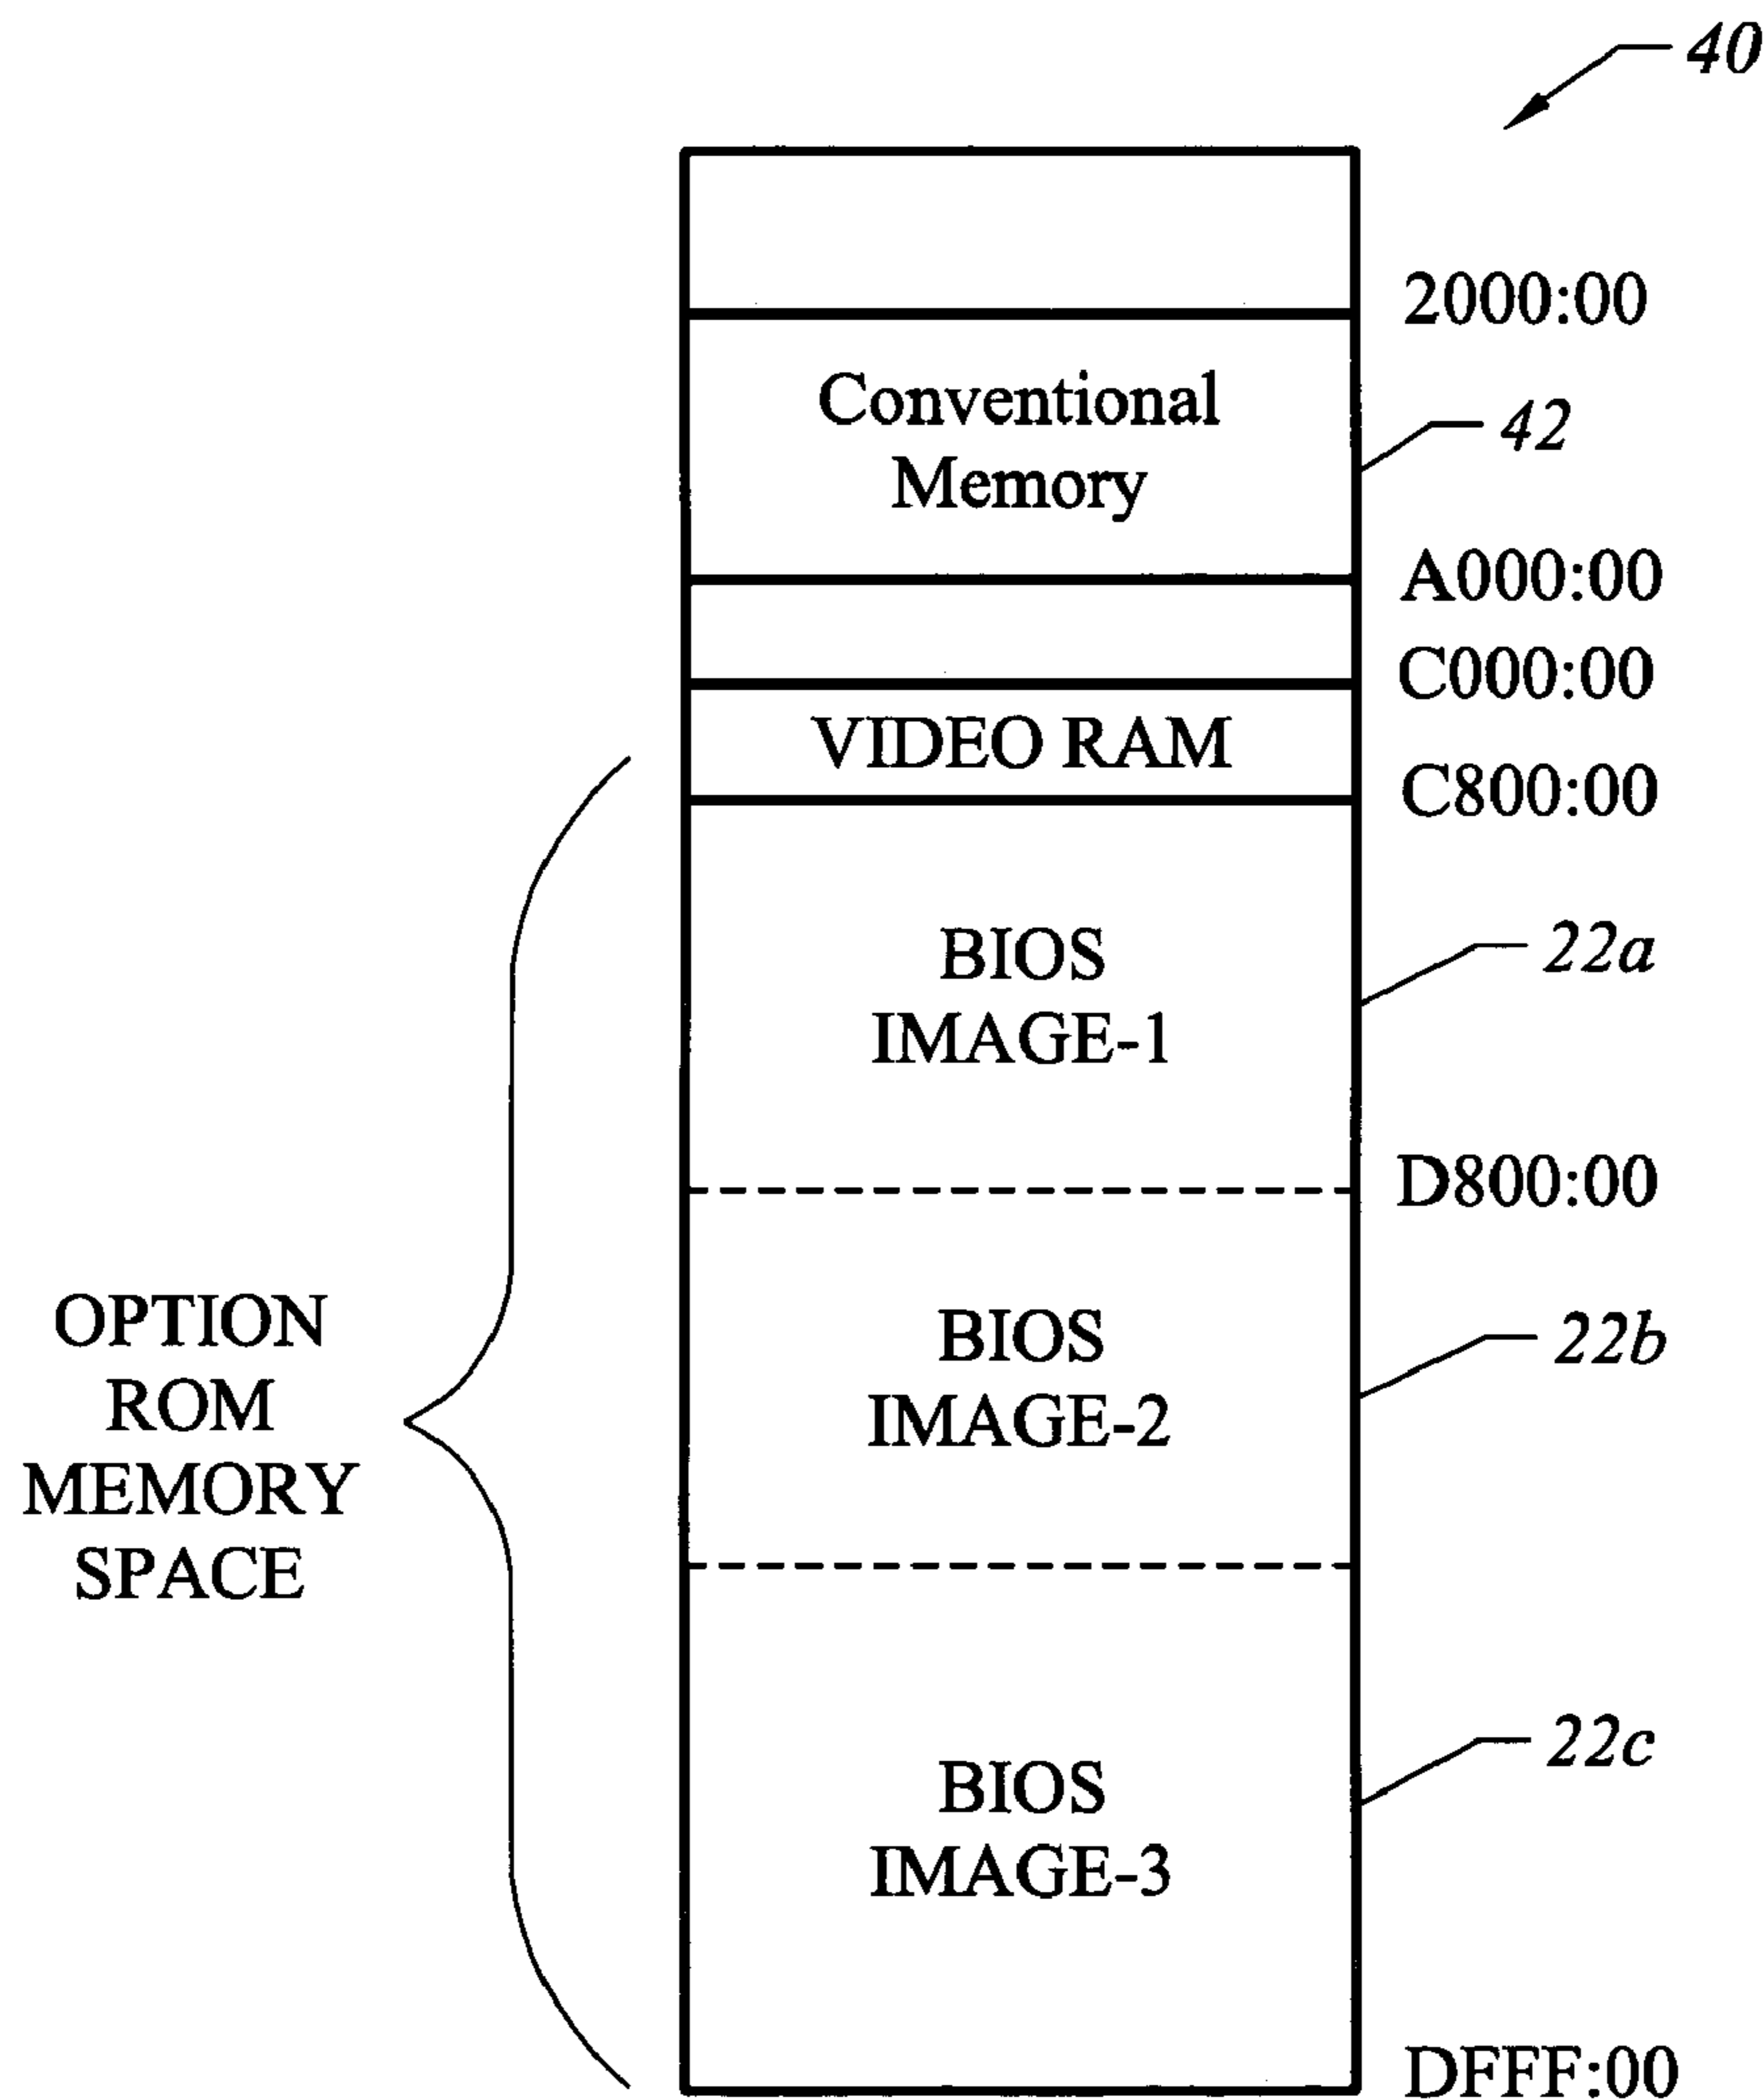 40
2000:00
Conventional
Memory
42
A000:00
C000:00
VIDEO RAM
C800:00
BIOS
IMAGE-1
22a
D800:00
OPTION
ROM
MEMORY
SPACE
BIOS
IMAGE-2
22b
BIOS
IMAGE-3
22c
DFFF:00